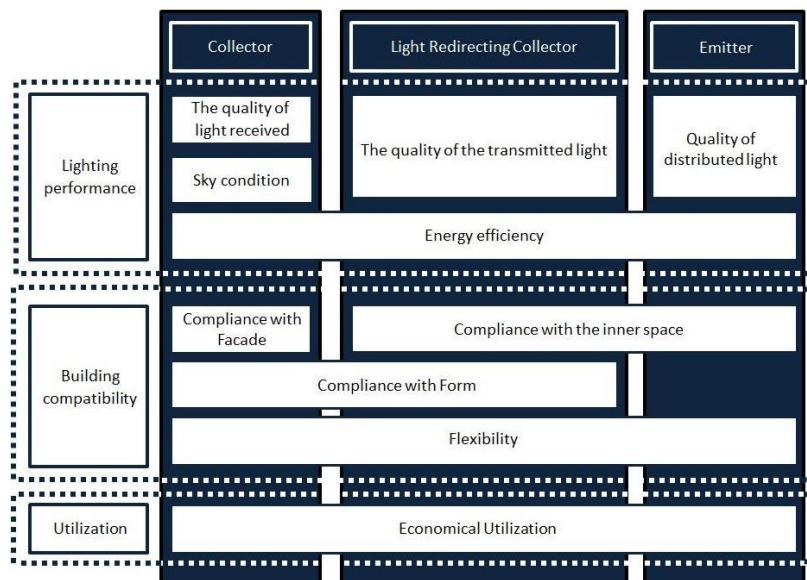 Collector
Light Redirecting Collector
Emitter
Lighting
performance
The quality of
light received
Sky condition
The quality of the transmitted light
Quality of
distributed light
Energy efficiency
Building
compatibility
Compliance with
Facade
Compliance with the inner space
Compliance with Form
Flexibility
Utilization
Economical Utilization